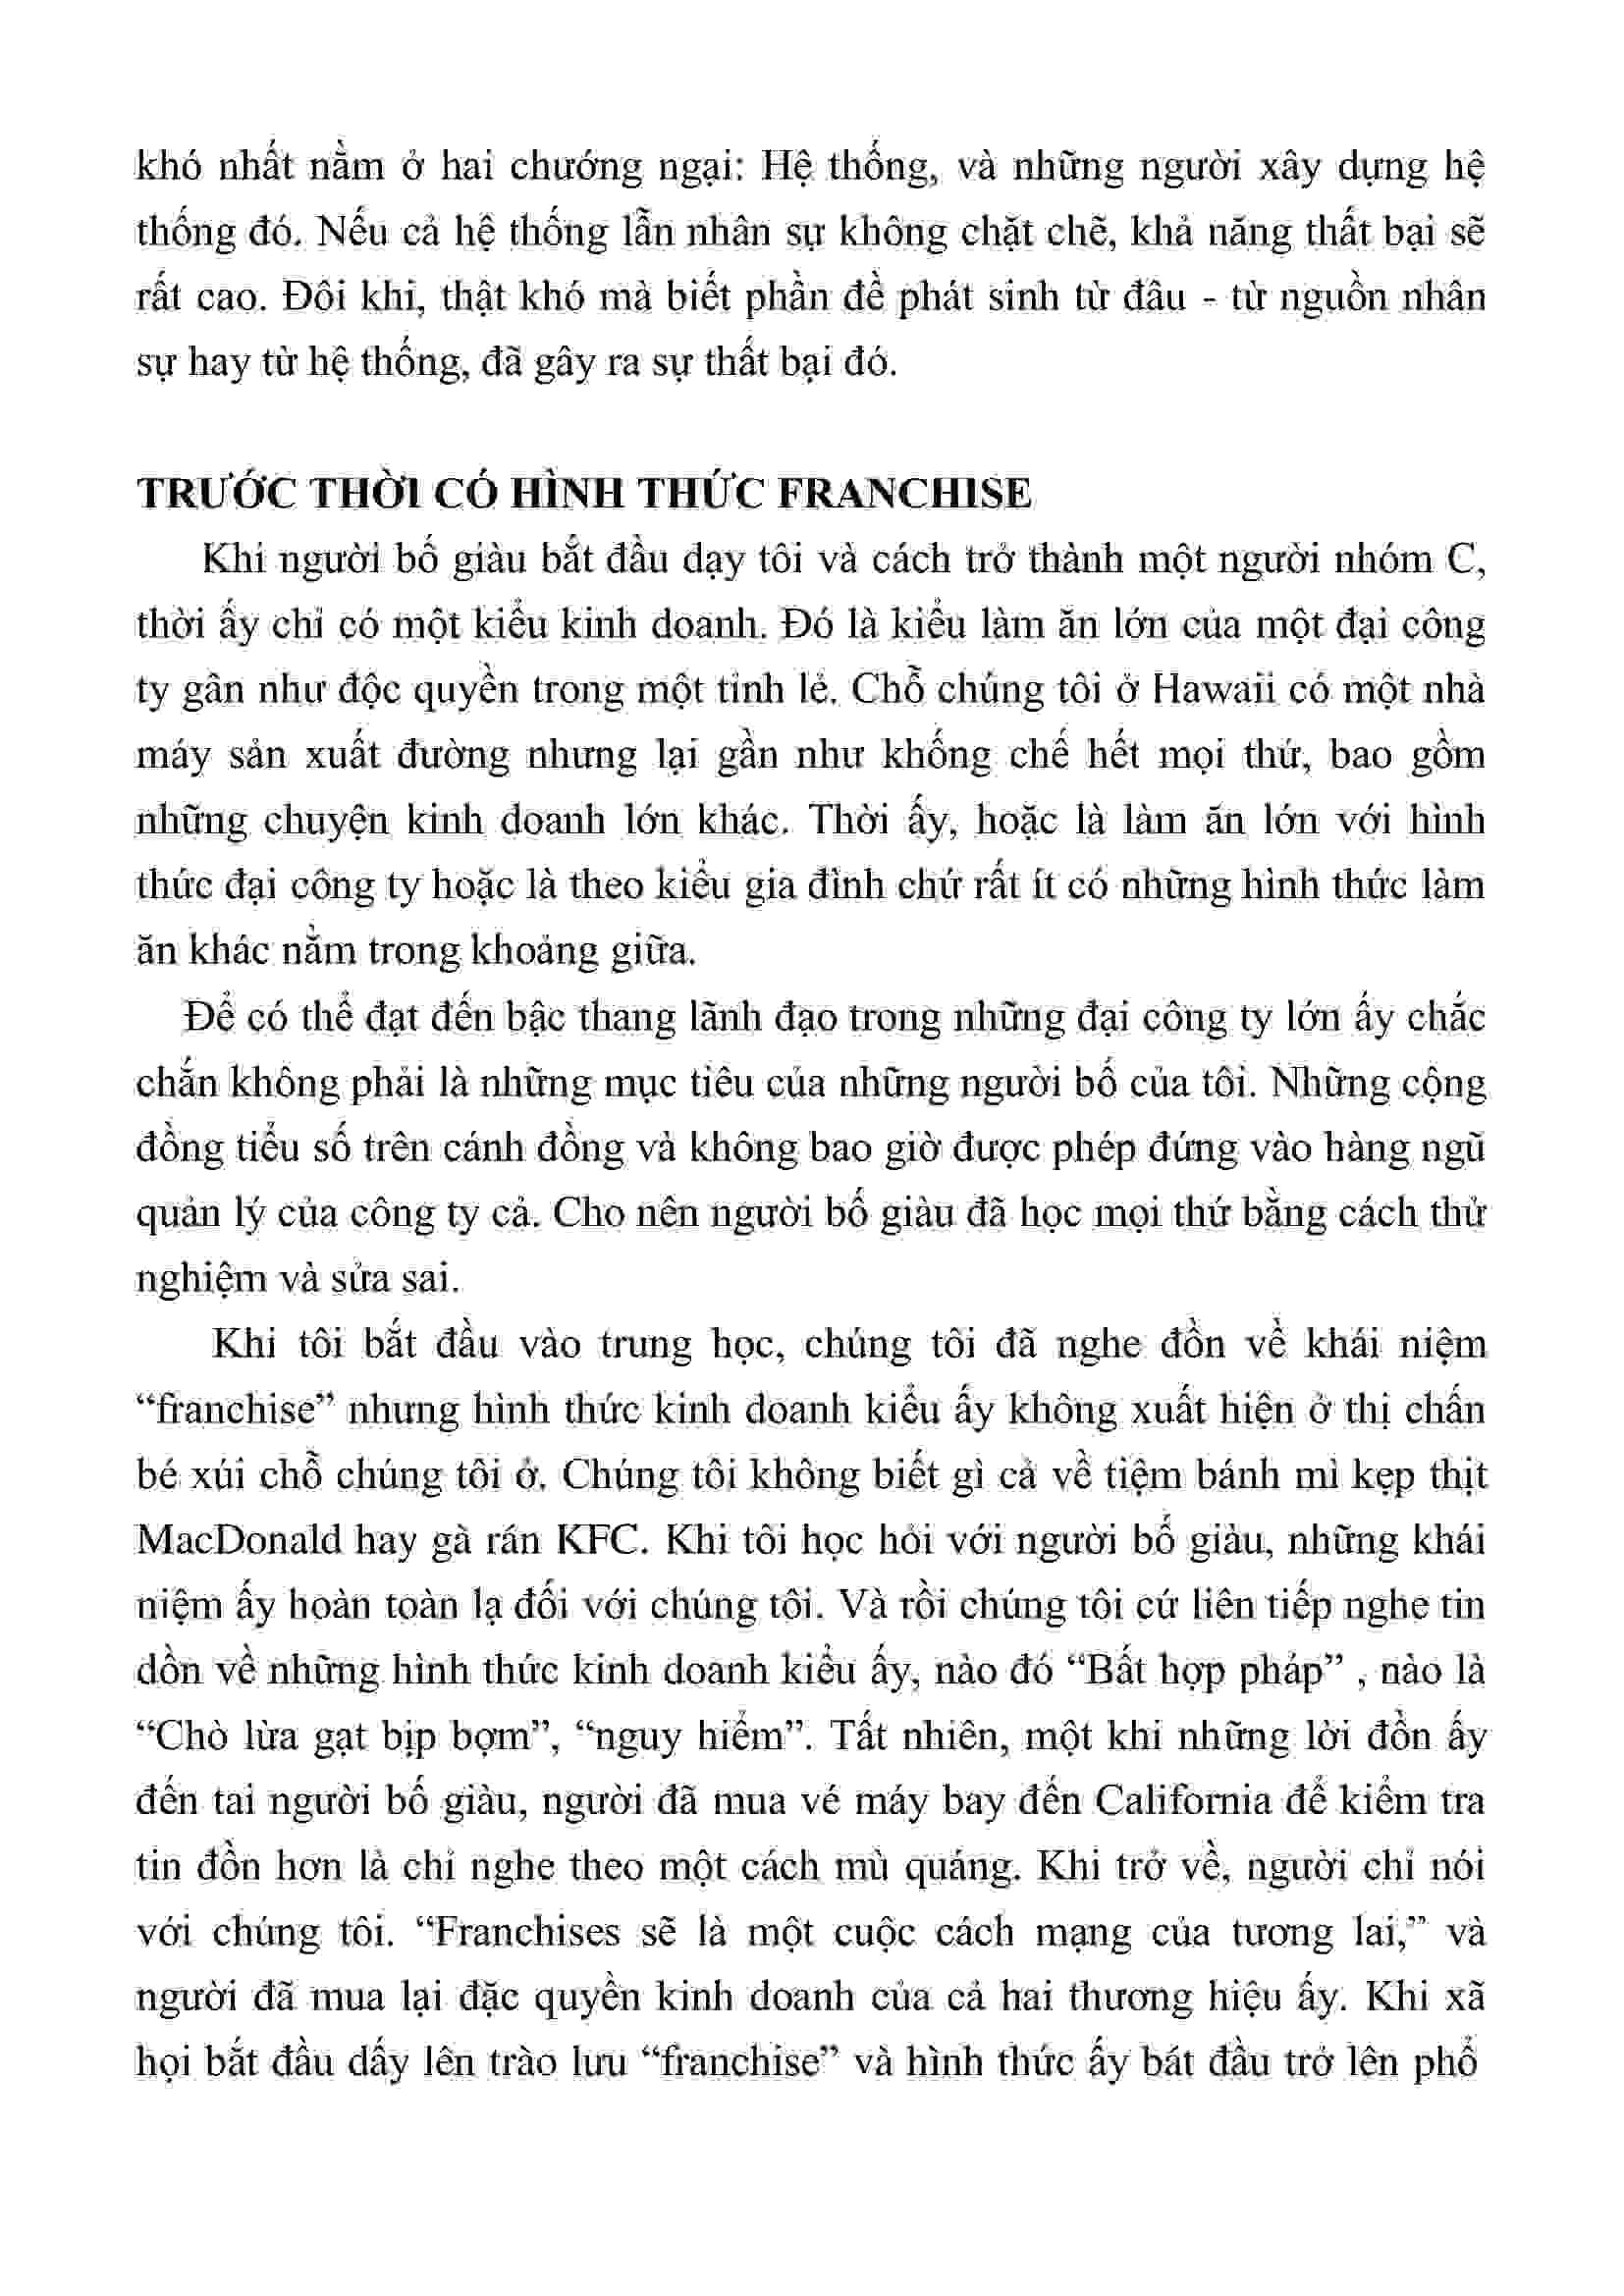 khó nhất nằm ở hai chướng ngại: Hệ thống, và những người xây dựng hệ
thống đó. Nếu cả hệ thống lẫn nhân sự không chặt chẽ, khả năng thất bại sẽ
rất cao. Đôi khi, thật khó mà biết phần đề phát sinh từ đâu - từ nguồn nhân
sự hay từ hệ thống, đã gây ra sự thất bại đó.
TRƯỚC THỜI CÓ HÌNH THỨC FRANCHISE
Khi người bố giàu bắt đầu dạy tôi và cách trở thành một người nhóm C,
thời ấy chỉ có một kiểu kinh doanh. Đó là kiểu làm ăn lớn của một đại công
ty gần như độc quyền trong một tỉnh lẻ. Chỗ chúng tôi ở Hawaii có một nhà
máy sản xuất đường nhưng lại gần như khống chế hết mọi thứ, bao gồm
những chuyện kinh doanh lớn khác. Thời ấy, hoặc là làm ăn lớn với hình
thức đại công ty hoặc là theo kiểu gia đình chứ rất ít có những hình thức làm
ăn khác nằm trong khoảng giữa.
Để có thể đạt đến bậc thang lãnh đạo trong những đại công ty lớn ấy chắc
chắn không phải là những mục tiêu của những người bố của tôi. Những cộng
đồng tiểu số trên cánh đồng và không bao giờ được phép đứng vào hàng ngũ
quản lý của công ty cả. Cho nên người bố giàu đã học mọi thứ bằng cách thử
nghiệm và sửa sai.
Khi tôi bắt đầu vào trung học, chúng tôi đã nghe đồn về khái niệm
“franchise” nhưng hình thức kinh doanh kiểu ấy không xuất hiện ở thị chấn
bé xúi chỗ chúng tôi ở. Chúng tôi không biết gì cả về tiệm bánh mì kẹp thịt
MacDonald hay gà rán KFC. Khi tôi học hỏi với người bố giàu, những khái
niệm ấy hoàn toàn lạ đối với chúng tôi. Và rồi chúng tôi cứ liên tiếp nghe tin
dồn về những hình thức kinh doanh kiểu ấy, nào đó “Bất hợp pháp” , nào là
“Chò lừa gạt bịp bợm”, “nguy hiểm”. Tất nhiên, một khi những lời đồn ấy
đến tai người bố giàu, người đã mua vé máy bay đến California để kiểm tra
tin đồn hơn là chỉ nghe theo một cách mù quáng. Khi trở về, người chỉ nói
với chúng tôi. “Franchises sẽ là một cuộc cách mạng của tương lai,” và
người đã mua lại đặc quyền kinh doanh của cả hai thương hiệu ấy. Khi xã
họi bắt đầu dấy lên trào lưu “franchise” và hình thức ấy bát đầu trở lên phổ